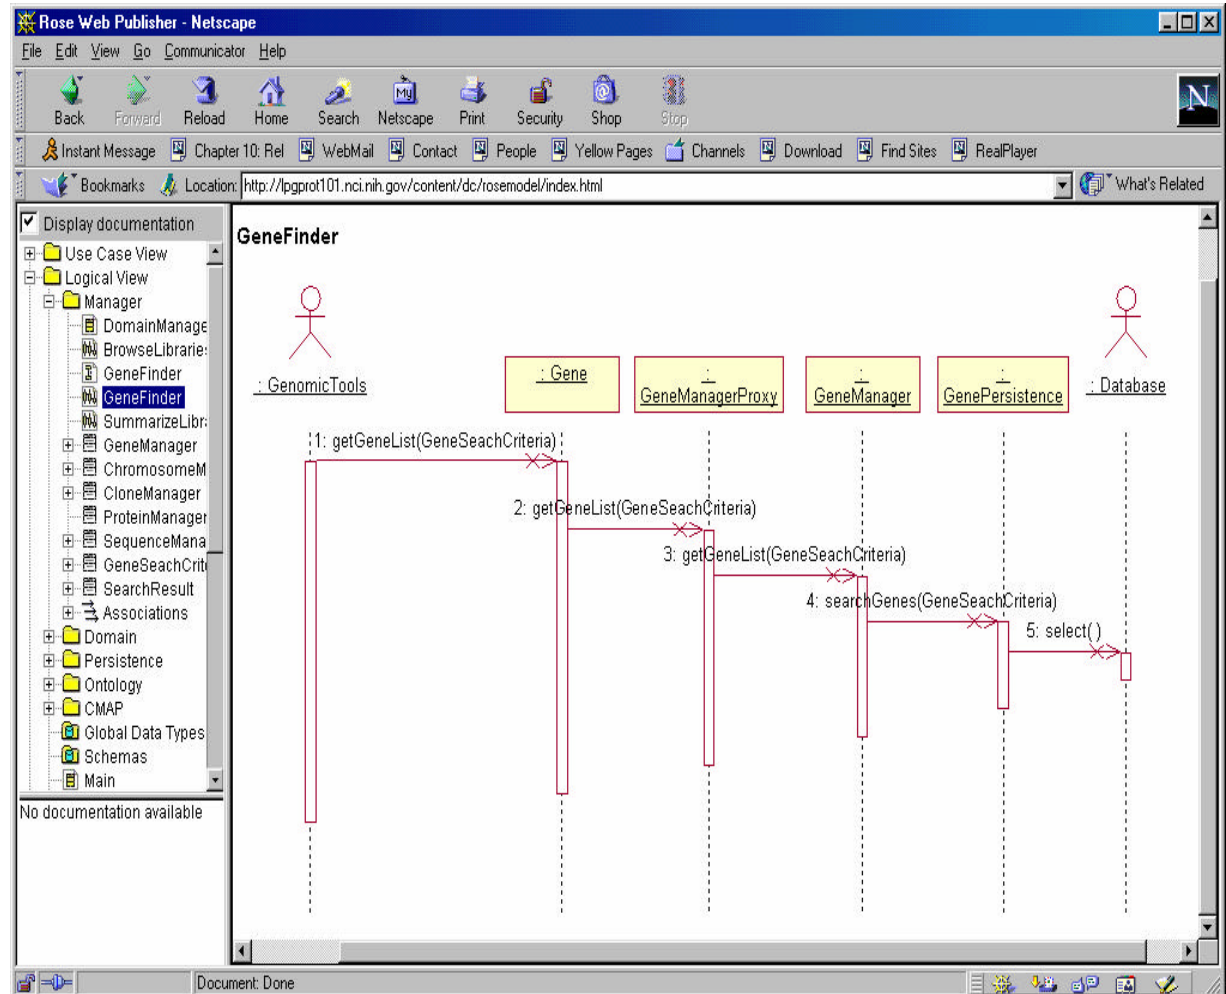 Rose Web Publisher - Netscape
File Edit View Go Communicator Help
Back Forward Reload Home Search Netscape Print Security Shop Stop
My
N
Instant Message Chapter 10: Rel WebMail Contact People Yellow Pages Channels Download Find Sites RealPlayer
Bookmarks Location: http://lpgprot101.nci.nih.gov/content/dc/rosemodel/index.html What's Related
Display documentation
Use Case View
Logical View
Manager
DomainManage
BrowseLibrarie
GeneFinder
GeneFinder
SummarizeLibr
GeneManager
ChromosomeM
CloneManager
ProteinManager
SequenceMana
GeneSeachCrit
SearchResult
Associations
Domain
Persistence
Ontology
CMAP
Global Data Types
Schemas
Main
No documentation available
GeneFinder
: GenomicTools
: Gene
:
GeneManagerProxy
:
GeneManager
:
GenePersistence
: Database
1: getGeneList(GeneSeachCriteria)
2: getGeneList(GeneSeachCriteria)
3: getGeneList(GeneSeachCriteria)
4: searchGenes(GeneSeachCriteria)
5: select( )
Document: Done